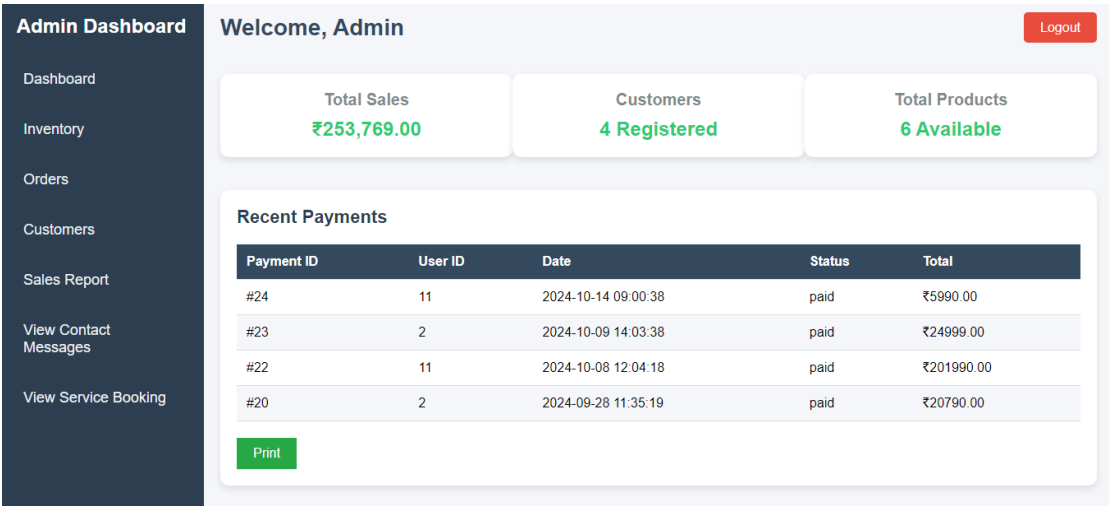 Admin Dashboard
Dashboard
Inventory
Orders
Customers
Sales Report
View Contact
Messages
View Service Booking
Welcome, Admin
Logout
Total Sales
₹253,769.00
Customers
4 Registered
Total Products
6 Available
Recent Payments
Payment ID User ID Date Status Total
#24 11 2024-10-14 09:00:38 paid ₹5990.00
#23 2 2024-10-09 14:03:38 paid ₹24999.00
#22 11 2024-10-08 12:04:18 paid ₹201990.00
#20 2 2024-09-28 11:35:19 paid ₹20790.00
Print